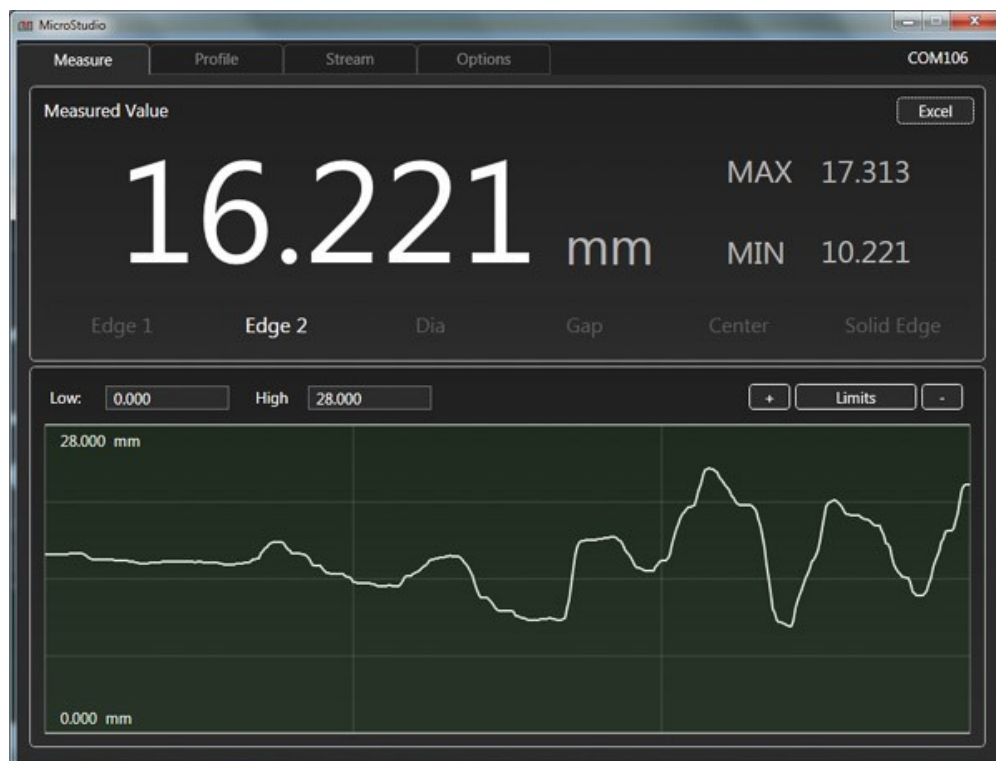 MicroStudio
Measure Profile Stream Options COM106
Measured Value Excel
16.221 mm
MAX 17.313
MIN 10.221
Edge 1 Edge 2 Dia Gap Center Solid Edge
Low: 0.000 High 28.000 + Limits -
28.000 mm
0.000 mm